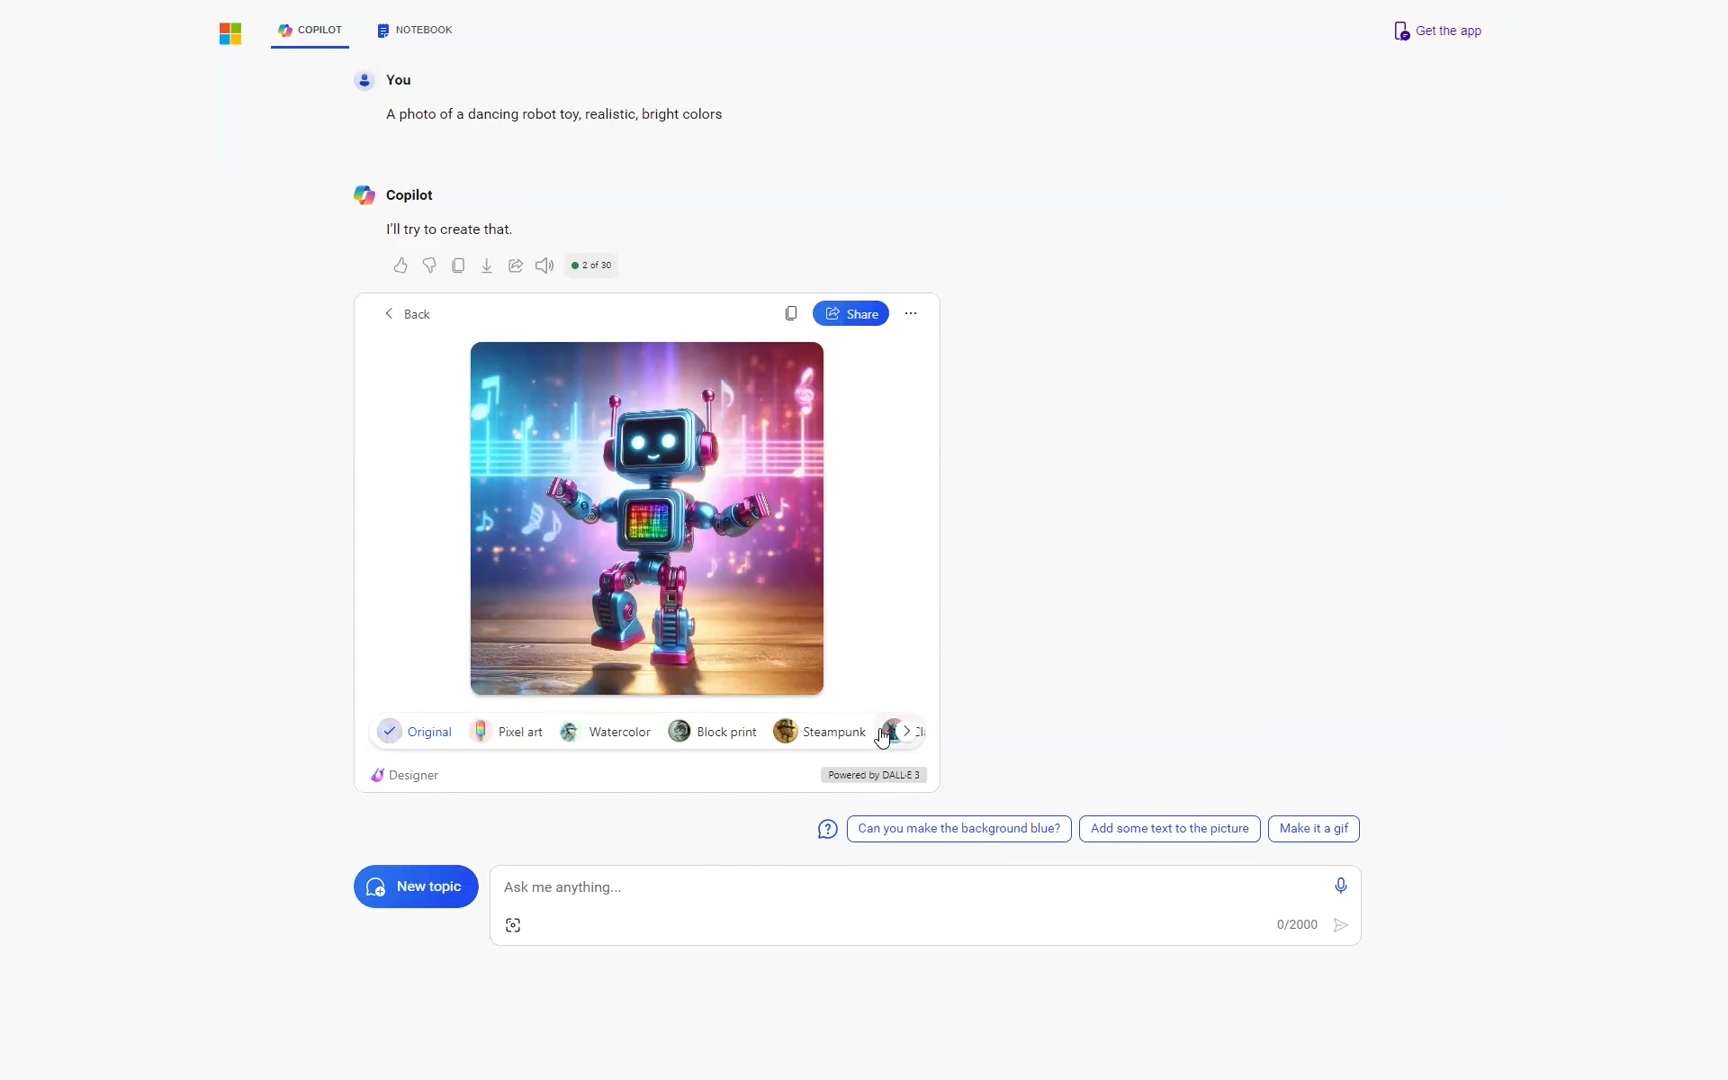 COPILOT
NOTEBOOK
Get the app
You
A photo of a dancing robot toy, realistic, bright colors
Copilot
I'll try to create that.
2 of 30
Back
Share
Original
Pixel art
Watercolor
Block print
Steampunk
Designer
Powered by DALL·E 3
Can you make the background blue?
Add some text to the picture
Make it a gif
New topic
Ask me anything...
0/2000